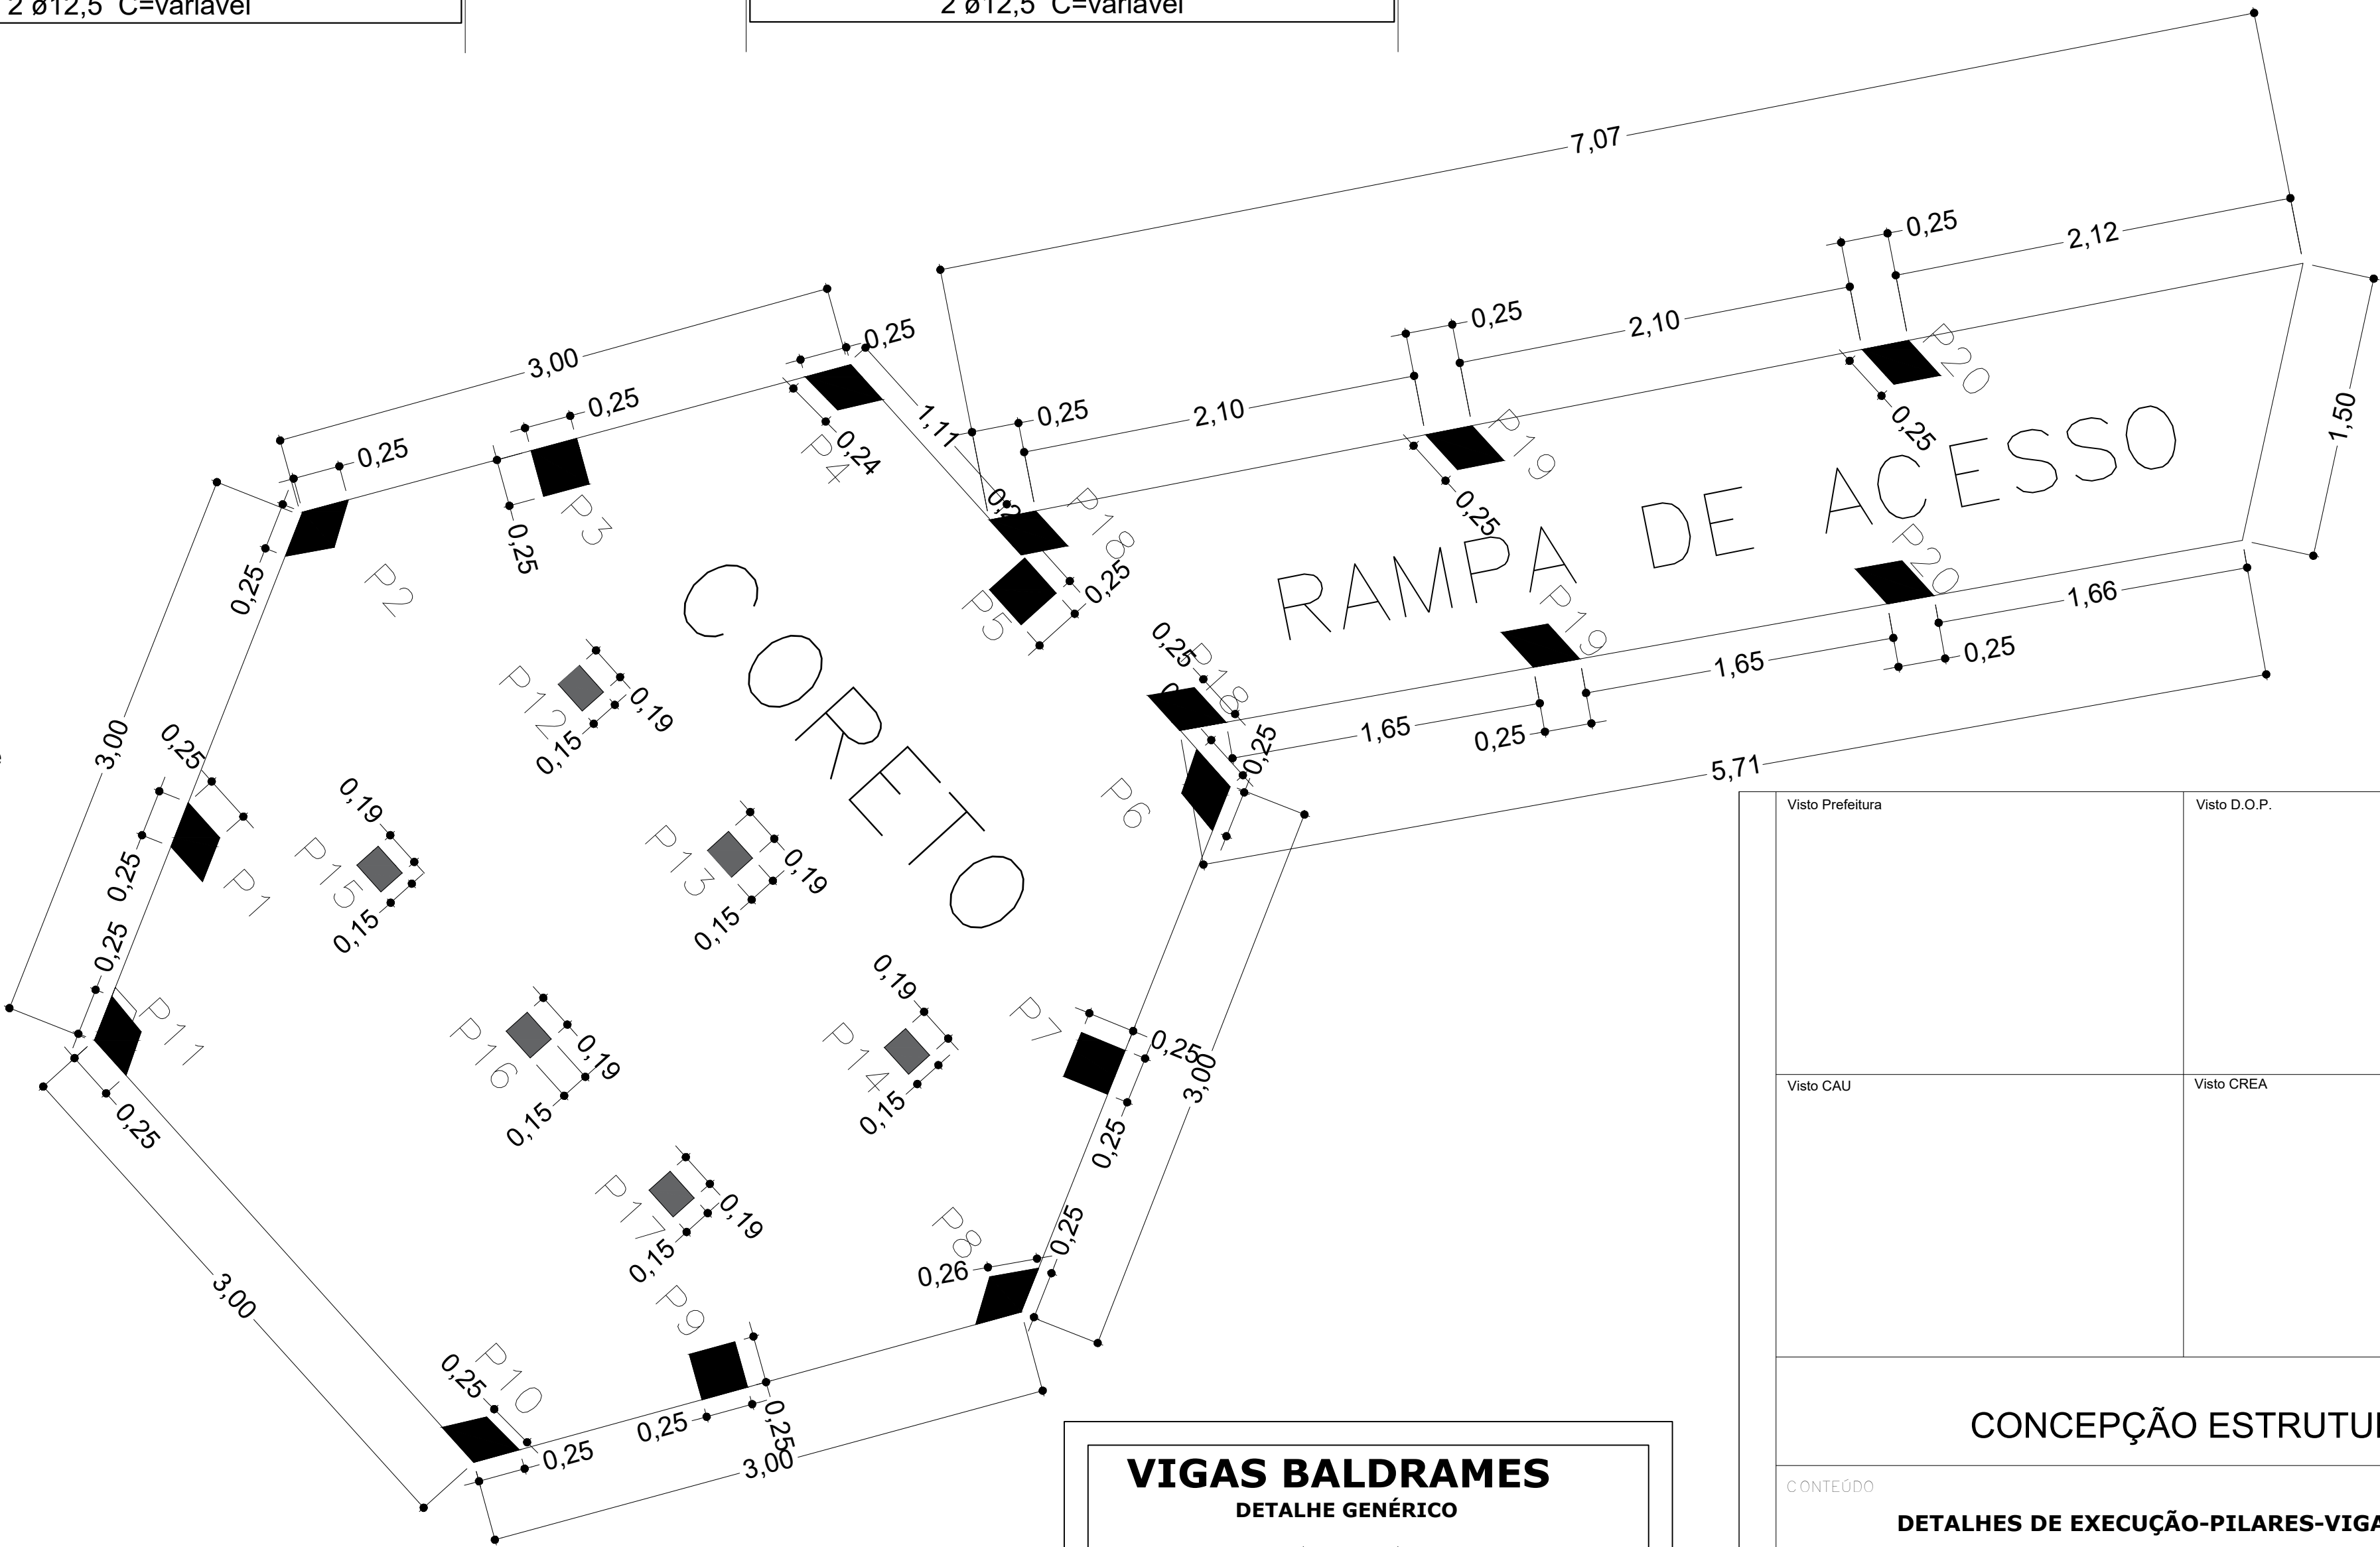 2 ø12,5 C=variável
2 ø12,5 C=variável
7,07
0,25
2,12
0,25
2,10
1,50
3,00
0,25
0,25
0,25
2,10
P20
1,11
0,25
0,24
P4
P19
0,25
0,25
P3
0,25
P18
0,25
0,25
P2
P5
RAMPA DE ACESSO
P20
1,66
0,25
P19
1,65
0,25
0,25
P18
1,65
0,25
5,71
0,25
P6
CORETO
P12
0,19
0,15
3,00
0,25
0,25
P1
0,19
P15
0,15
P13
0,19
0,15
0,25
P11
0,25
P16
0,19
0,15
0,19
P14
0,15
P7
0,25
3,00
0,25
P17
0,19
0,15
P8
0,25
0,26
P9
3,00
P10
0,25
0,25
0,25
0,25
3,00
Visto Prefeitura
Visto D.O.P.
Visto CAU
Visto CREA
CONCEPÇÃO ESTRUTU
CONTEÚDO
DETALHES DE EXECUÇÃO-PILARES-VIGA
VIGAS BALDRAMES
DETALHE GENÉRICO